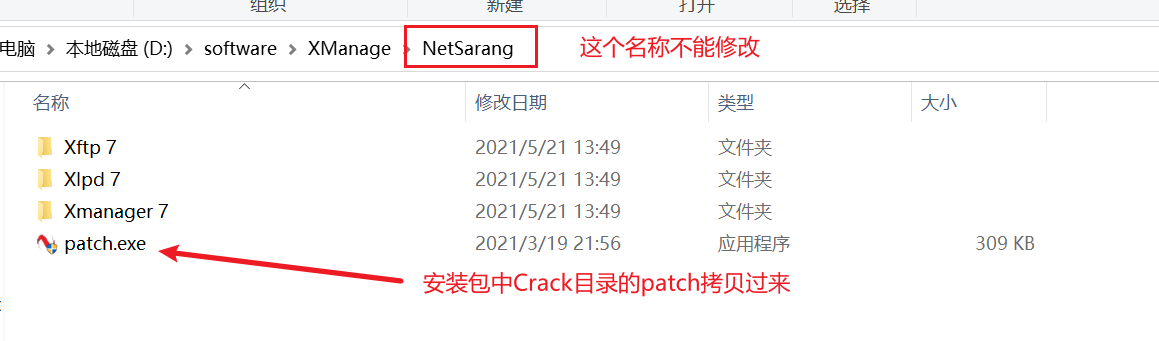 组织 新建 打开 选择
电脑 › 本地磁盘 (D:) › software › XManage › NetSarang 这个名称不能修改
名称 修改日期 类型 大小
Xftp 7 2021/5/21 13:49 文件夹
Xlpd 7 2021/5/21 13:49 文件夹
Xmanager 7 2021/5/21 13:49 文件夹
patch.exe 2021/3/19 21:56 应用程序 309 KB
安装包中Crack目录的patch拷贝过来